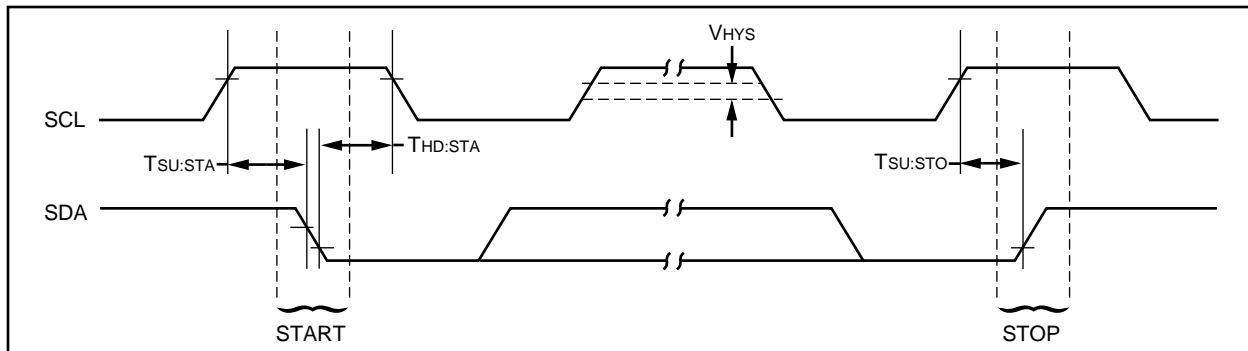 VHYS
SCL
THD:STA
TSU:STA
TSU:STO
SDA
START
STOP